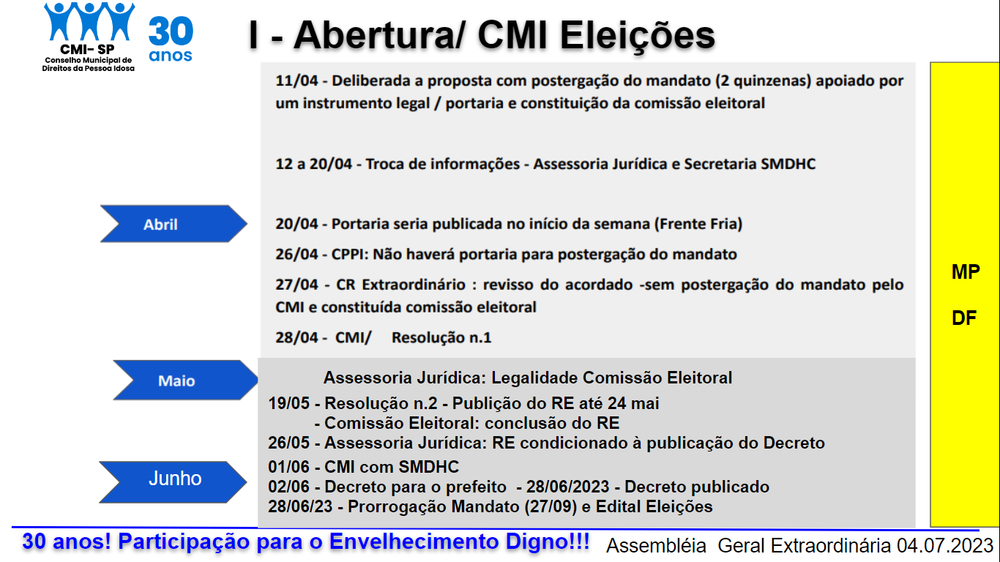 CMI- SP
Conselho Municipal de
Direitos da Pessoa Idosa
30
anos
I - Abertura/ CMI Eleições
Abril
11/04 - Deliberada a proposta com postergação do mandato (2 quinzenas) apoiado por
um instrumento legal / portaria e constituição da comissão eleitoral
12 a 20/04 - Troca de informações - Assessoria Jurídica e Secretaria SMDHC
20/04 - Portaria seria publicada no início da semana (Frente Fria)
26/04 - CPPI: Não haverá portaria para postergação do mandato
27/04 - CR Extraordinário : revisso do acordado -sem postergação do mandato pelo
CMI e constituída comissão eleitoral
28/04 - CMI/ Resolução n.1
Maio
Assessoria Jurídica: Legalidade Comissão Eleitoral
19/05 - Resolução n.2 - Publição do RE até 24 mai
- Comissão Eleitoral: conclusão do RE
26/05 - Assessoria Jurídica: RE condicionado à publicação do Decreto
Junho
01/06 - CMI com SMDHC
02/06 - Decreto para o prefeito - 28/06/2023 - Decreto publicado
28/06/23 - Prorrogação Mandato (27/09) e Edital Eleições
MP
DF
30 anos! Participação para o Envelhecimento Digno!!!
Assembléia Geral Extraordinária 04.07.2023